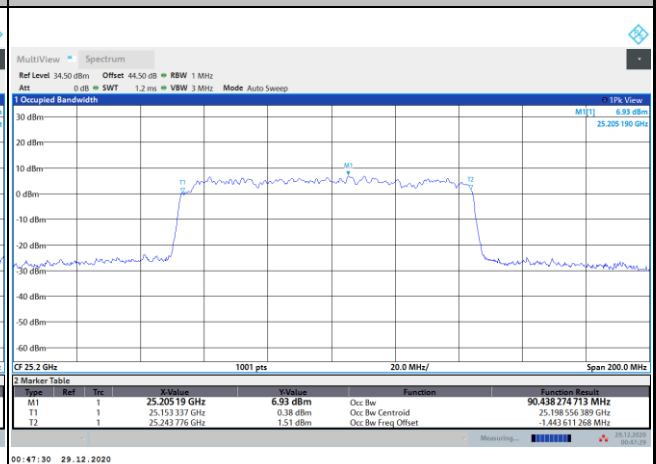 MultiView Spectrum
Ref Level 34.50 dBm Offset 44.50 dB RBW 1 MHz
Att 0 dB SWT 1.2 ms VBW 3 MHz Mode Auto Sweep
1 Occupied Bandwidth 1Pk View
M1[1] 6.93 dBm
25.205 190 GHz
30 dBm
20 dBm
10 dBm
M1
T1
T2
0 dBm
-10 dBm
-20 dBm
-30 dBm
-40 dBm
-50 dBm
-60 dBm
CF 25.2 GHz 1001 pts 20.0 MHz/ Span 200.0 MHz
2 Marker Table
Type Ref Trc X-Value Y-Value Function Function Result
M1 1 25.205 19 GHz 6.93 dBm Occ Bw 90.438 274 713 MHz
T1 1 25.153 337 GHz 0.38 dBm Occ Bw Centroid 25.198 556 389 GHz
T2 1 25.243 776 GHz 1.51 dBm Occ Bw Freq Offset -1.443 611 268 MHz
Measuring... 29.12.2020
00:47:29
00:47:30 29.12.2020